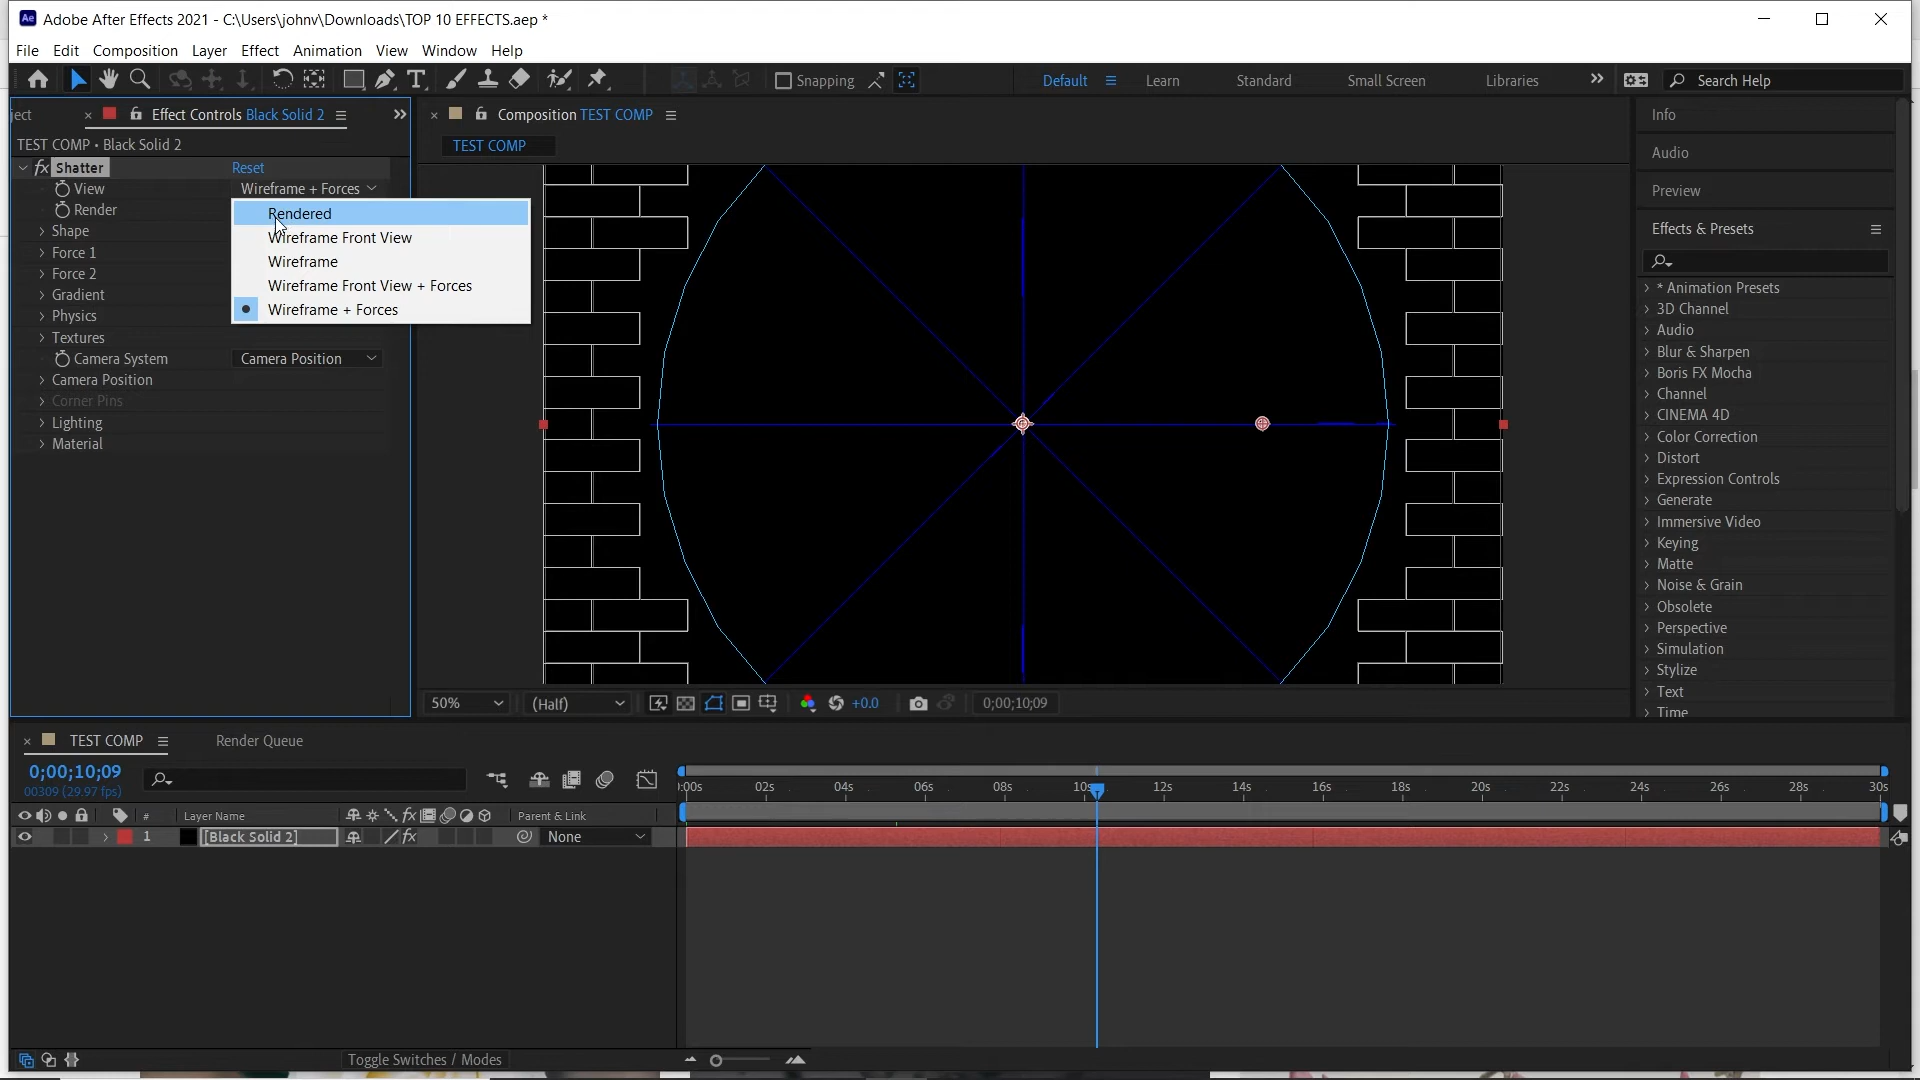 Adobe After Effects 2021 - C:\Users\johnv\Downloads\TOP 10 EFFECTS.aep *
File Edit Composition Layer Effect Animation View Window Help
Snapping Default Learn Standard Small Screen Libraries Search Help
ject Effect Controls Black Solid 2
Composition TEST COMP
TEST COMP • Black Solid 2
TEST COMP
fx Shatter Reset
View Wireframe + Forces
Render
Shape
Force 1
Force 2
Gradient
Physics
Textures
Camera System Camera Position
Camera Position
Corner Pins
Lighting
Material
Rendered
Wireframe Front View
Wireframe
Wireframe Front View + Forces
Wireframe + Forces
50% (Half) +0.0 0;00;10;09
Info
Audio
Preview
Effects & Presets
* Animation Presets
3D Channel
Audio
Blur & Sharpen
Boris FX Mocha
Channel
CINEMA 4D
Color Correction
Distort
Expression Controls
Generate
Immersive Video
Keying
Matte
Noise & Grain
Obsolete
Perspective
Simulation
Stylize
Text
Time
TEST COMP Render Queue
0;00;10;09
00309 (29.97 fps)
:00s 02s 04s 06s 08s 10s 12s 14s 16s 18s 20s 22s 24s 26s 28s 30s
# Layer Name fx Parent & Link
1 [Black Solid 2] fx None
Toggle Switches / Modes